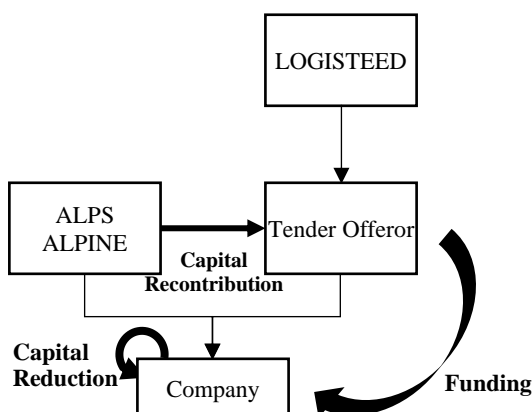 LOGISTEED
ALPS
ALPINE
Tender Offeror
Capital
Recontribution
Capital
Reduction
Company
Funding